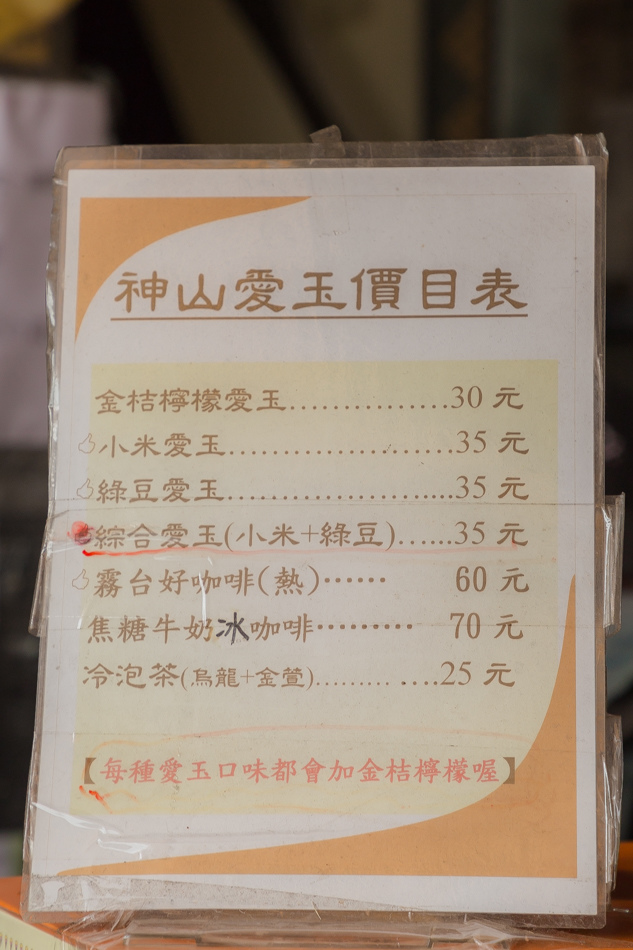 神山愛玉價目表
金桔檸檬愛玉……………30 元
小米愛玉…………………35 元
綠豆愛玉……………….....35 元
綜合愛玉(小米+綠豆)…...35 元
霧台好咖啡(熱)…… 60 元
焦糖牛奶冰咖啡……… 70 元
冷泡茶(烏龍+金萱)……… ….25 元
【每種愛玉口味都會加金桔檸檬喔】